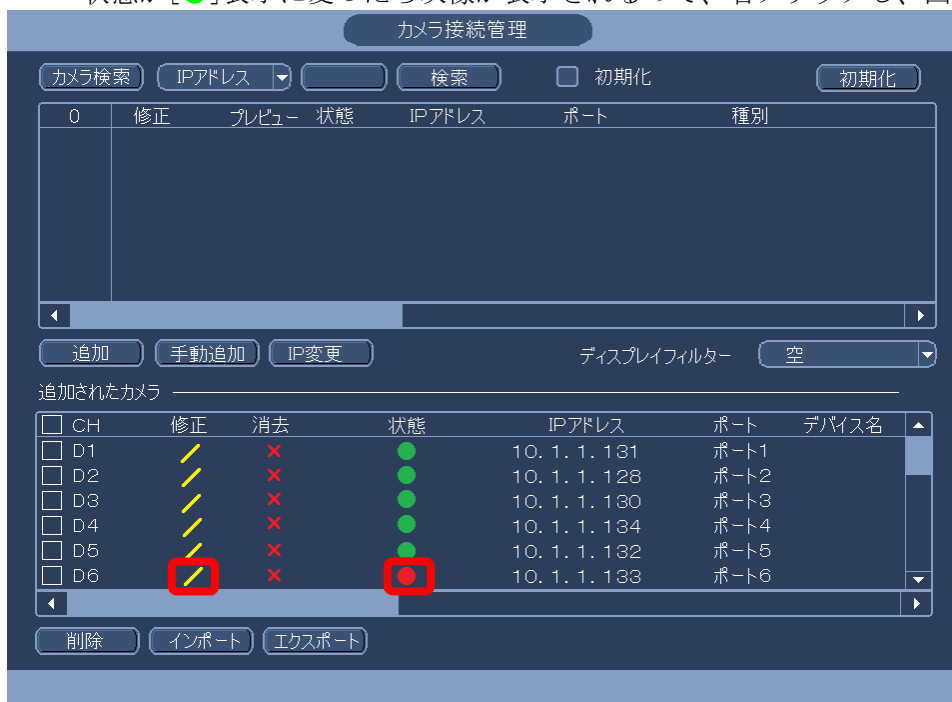 カメラ接続管理
カメラ検索 IPアドレス 検索 初期化 初期化
0 修正 プレビュー 状態 IPアドレス ポート 種別
追加 手動追加 IP変更 ディスプレイフィルター 空
追加されたカメラ
CH 修正 消去 状態 IPアドレス ポート デバイス名
D1 × 10. 1. 1. 131 ポート1
D2 × 10. 1. 1. 128 ポート2
D3 × 10. 1. 1. 130 ポート3
D4 × 10. 1. 1. 134 ポート4
D5 × 10. 1. 1. 132 ポート5
D6 × 10. 1. 1. 133 ポート6
削除 インポート エクスポート